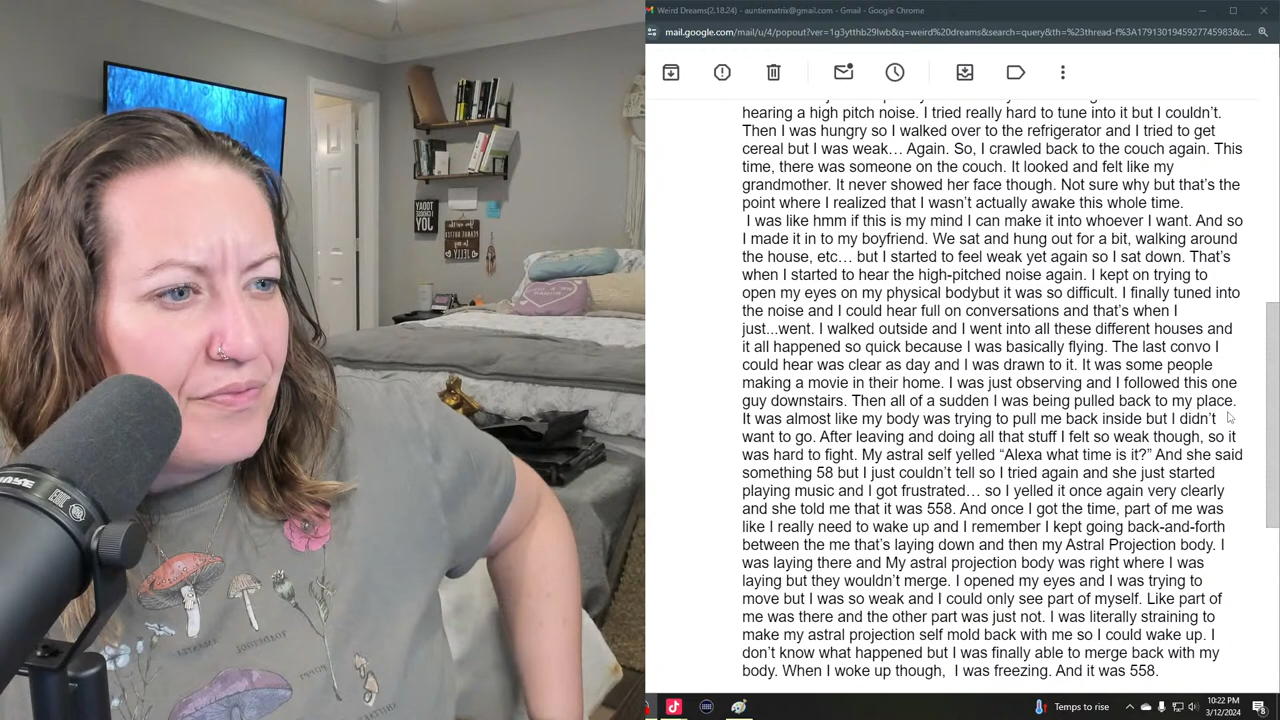 Weird Dreams(2.18.24) - auntiematrix@gmail.com - Gmail - Google Chrome
mail.google.com/mail/u/4/popout?ver=1g3ytthb29lwb&q=weird%20dreams&search=query&th=%23thread-f%3A1791301945927745983&c...
hearing a high pitch noise. I tried really hard to tune into it but I couldn't.
Then I was hungry so I walked over to the refrigerator and I tried to get
cereal but I was weak… Again. So, I crawled back to the couch again. This
time, there was someone on the couch. It looked and felt like my
grandmother. It never showed her face though. Not sure why but that's the
point where I realized that I wasn't actually awake this whole time.
I was like hmm if this is my mind I can make it into whoever I want. And so
I made it in to my boyfriend. We sat and hung out for a bit, walking around
the house, etc… but I started to feel weak yet again so I sat down. That's
when I started to hear the high-pitched noise again. I kept on trying to
open my eyes on my physical bodybut it was so difficult. I finally tuned into
the noise and I could hear full on conversations and that's when I
just...went. I walked outside and I went into all these different houses and
it all happened so quick because I was basically flying. The last convo I
could hear was clear as day and I was drawn to it. It was some people
making a movie in their home. I was just observing and I followed this one
guy downstairs. Then all of a sudden I was being pulled back to my place.
It was almost like my body was trying to pull me back inside but I didn't
want to go. After leaving and doing all that stuff I felt so weak though, so it
was hard to fight. My astral self yelled “Alexa what time is it?” And she said
something 58 but I just couldn't tell so I tried again and she just started
playing music and I got frustrated… so I yelled it once again very clearly
and she told me that it was 558. And once I got the time, part of me was
like I really need to wake up and I remember I kept going back-and-forth
between the me that's laying down and then my Astral Projection body. I
was laying there and My astral projection body was right where I was
laying but they wouldn't merge. I opened my eyes and I was trying to
move but I was so weak and I could only see part of myself. Like part of
me was there and the other part was just not. I was literally straining to
make my astral projection self mold back with me so I could wake up. I
don't know what happened but I was finally able to merge back with my
body. When I woke up though, I was freezing. And it was 558.
TODAY
I CHOOSE
JOY
You are the
PEANUT BUTTER
to my
JELLY
Temps to rise
10:22 PM
3/12/2024